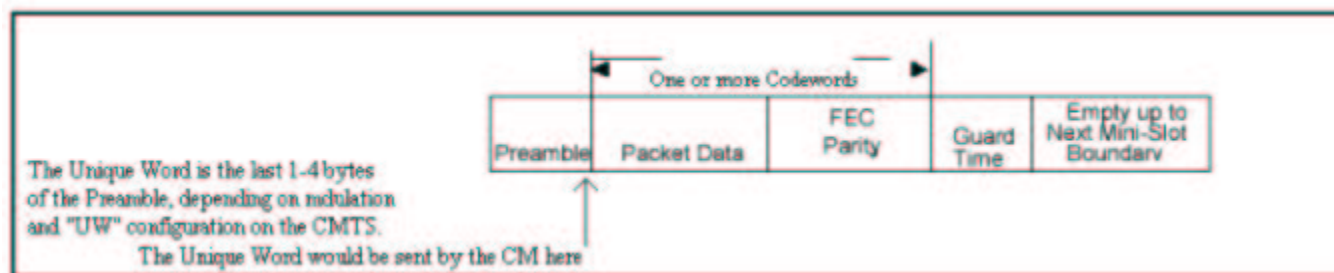 One or more Codewords
Preamble
Packet Data
FEC
Parity
Guard
Time
Empty up to
Next Mini-Slot
Boundary
The Unique Word is the last 1-4 bytes
of the Preamble, depending on mdulation
and "UW" configuration on the CMTS.
The Unique Word would be sent by the CM here